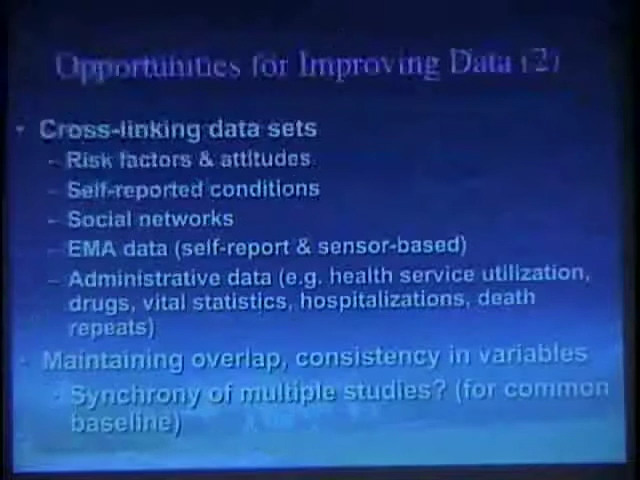 Opportunities for Improving Data (2)
• Cross-linking data sets
– Risk factors & attitudes
– Self-reported conditions
– Social networks
– EMA data (self-report & sensor-based)
– Administrative data (e.g. health service utilization,
drugs, vital statistics, hospitalizations, death
repeats)
• Maintaining overlap, consistency in variables
• Synchrony of multiple studies? (for common
baseline)